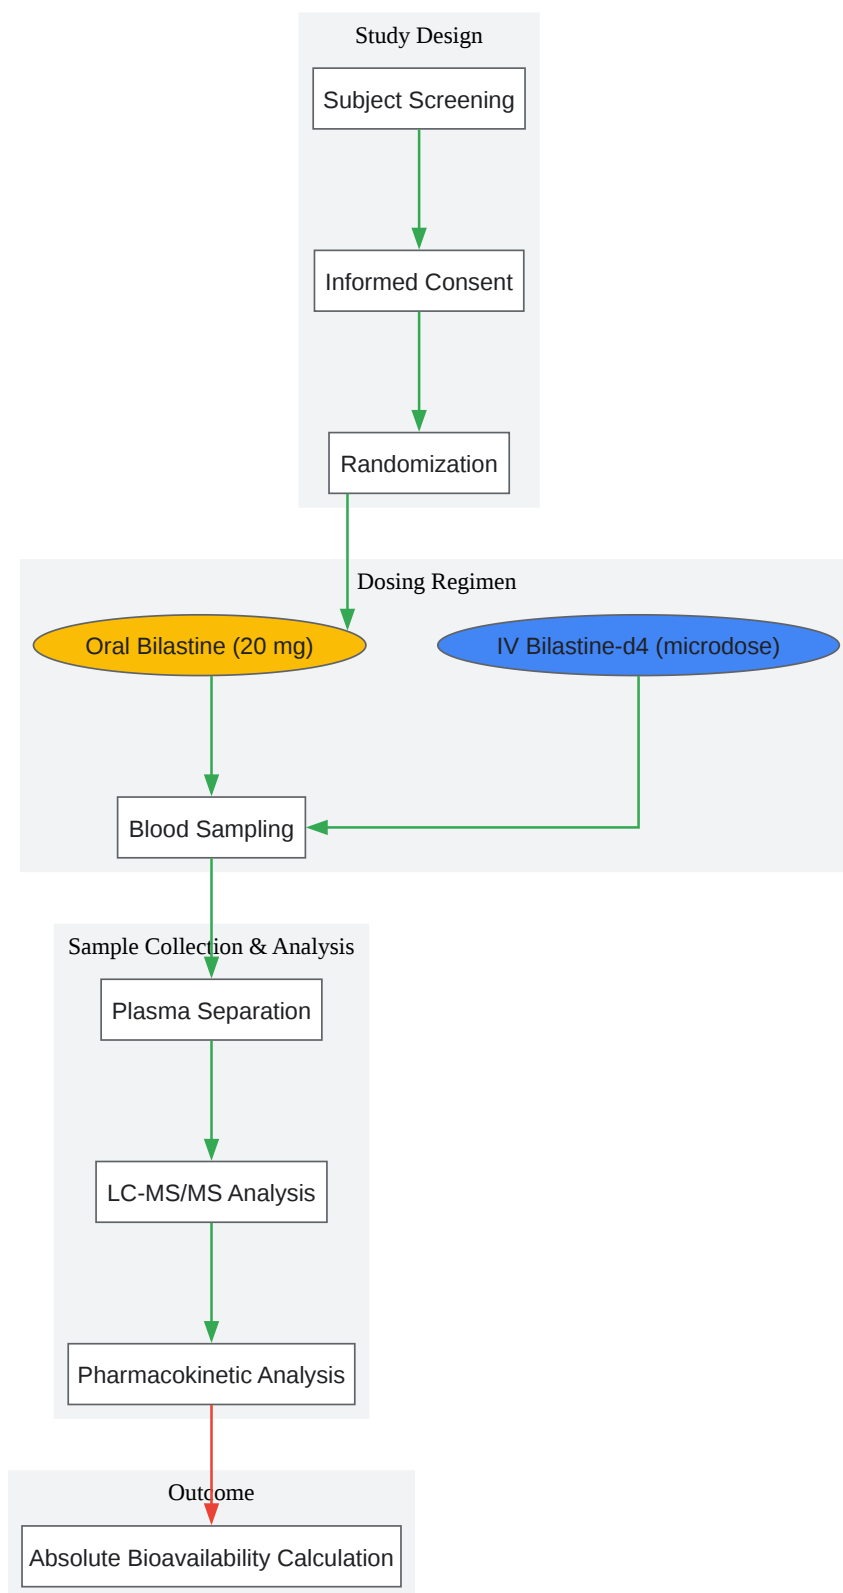 Study Design
Subject Screening
Informed Consent
Randomization
Dosing Regimen
Oral Bilastine (20 mg)
IV Bilastine-d4 (microdose)
Blood Sampling
Sample Collection & Analysis
Plasma Separation
LC-MS/MS Analysis
Pharmacokinetic Analysis
Outcome
Absolute Bioavailability Calculation